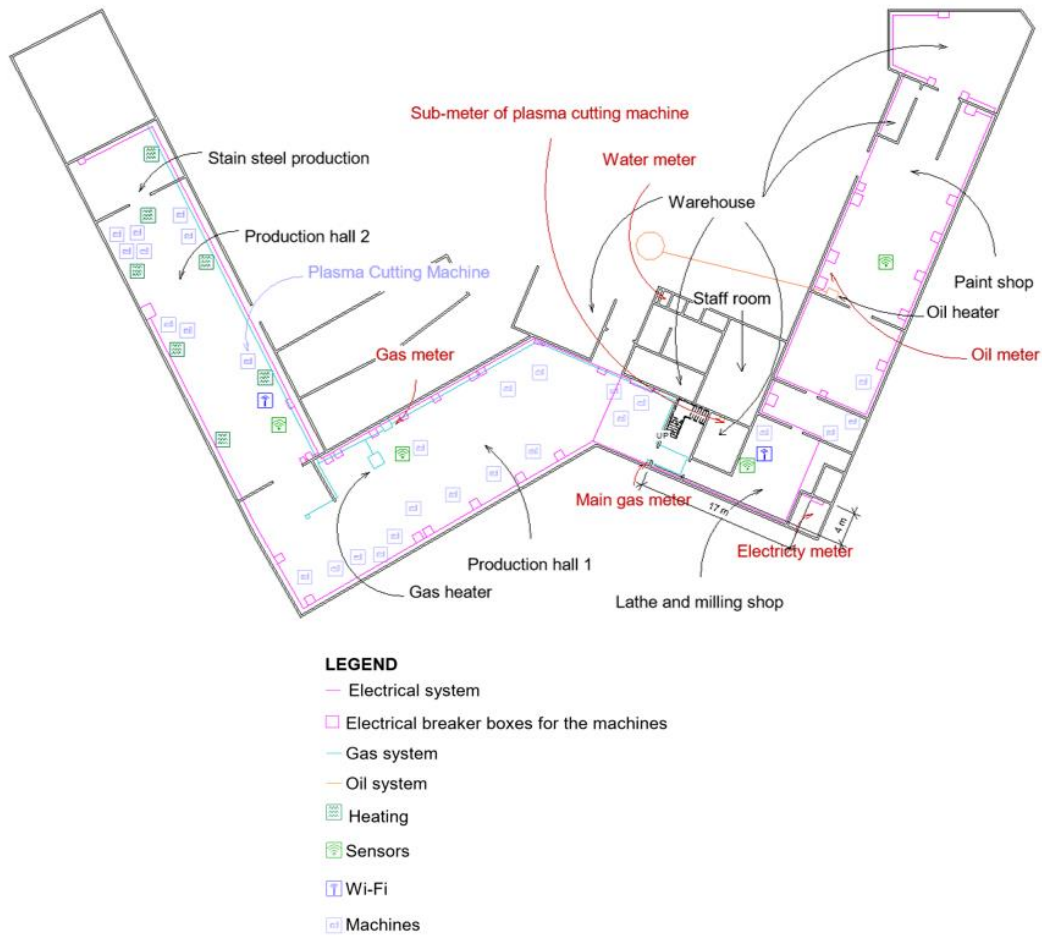 Sub-meter of plasma cutting machine
Stain steel production
Water meter
Warehouse
Production hall 2
Plasma Cutting Machine
Staff room
Paint shop
Oil heater
Gas meter
Oil meter
UP
Main gas meter
17 m
4 m
Electricty meter
Production hall 1
Gas heater
Lathe and milling shop
LEGEND
Electrical system
Electrical breaker boxes for the machines
Gas system
Oil system
Heating
Sensors
Wi-Fi
Machines